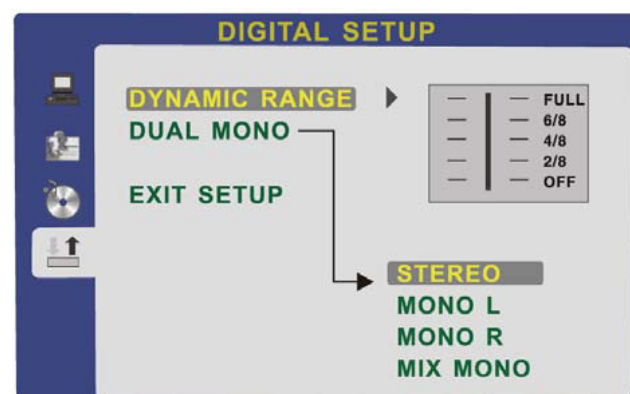 DIGITAL SETUP
DYNAMIC RANGE
DUAL MONO
EXIT SETUP
FULL
6/8
4/8
2/8
OFF
STEREO
MONO L
MONO R
MIX MONO